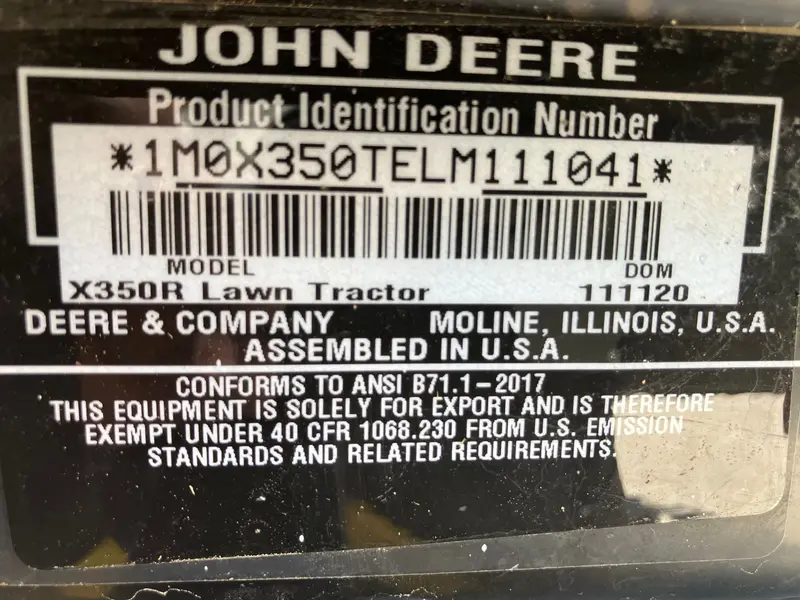 JOHN DEERE
Product Identification Number
*1M0X350TELM111041*
MODEL DOM
X350R Lawn Tractor 111120
DEERE & COMPANY MOLINE, ILLINOIS, U.S.A.
ASSEMBLED IN U.S.A.
CONFORMS TO ANSI B71.1-2017
THIS EQUIPMENT IS SOLELY FOR EXPORT AND IS THEREFORE
EXEMPT UNDER 40 CFR 1068.230 FROM U.S. EMISSION
STANDARDS AND RELATED REQUIREMENTS.